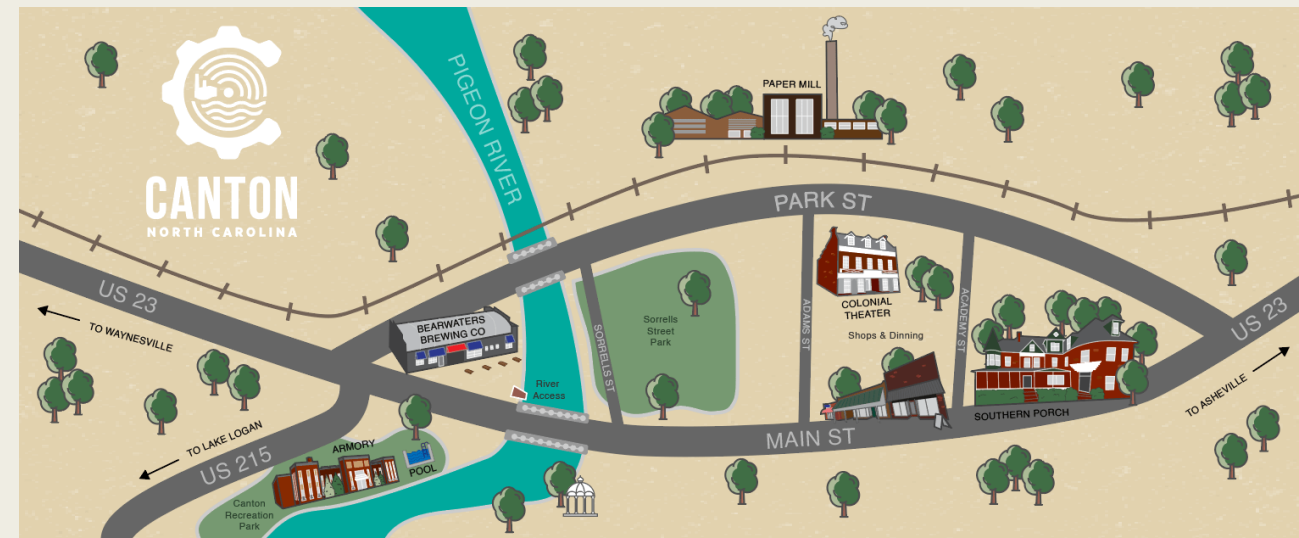 CANTON
NORTH CAROLINA
PIGEON RIVER
PAPER MILL
PARK ST
US 23
TO WAYNESVILLE
BEARWATERS
BREWING CO
SORRELLS ST
Sorrells
Street
Park
ADAMS ST
COLONIAL
THEATER
Shops & Dining
ACADEMY ST
US 23
TO ASHEVILLE
River
Access
SOUTHERN PORCH
MAIN ST
TO LAKE LOGAN
US 215
ARMORY
POOL
Canton
Recreation
Park